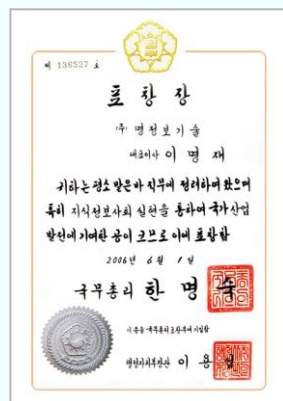 제 136527 호
표 창 장
(주) 명정보기술
대표이사 이 명 재
귀하는 평소 맡은바 직무에 정려하여 왔으며
특히 지식정보사회 실현을 통하여 국가산업
발전에 기여한 공이 크므로 이에 표창함
2006년 6월 1일
국무총리 한 명 숙
이 증을 국무총리표창부에 기입함
행정자치부장관 이 용 섭